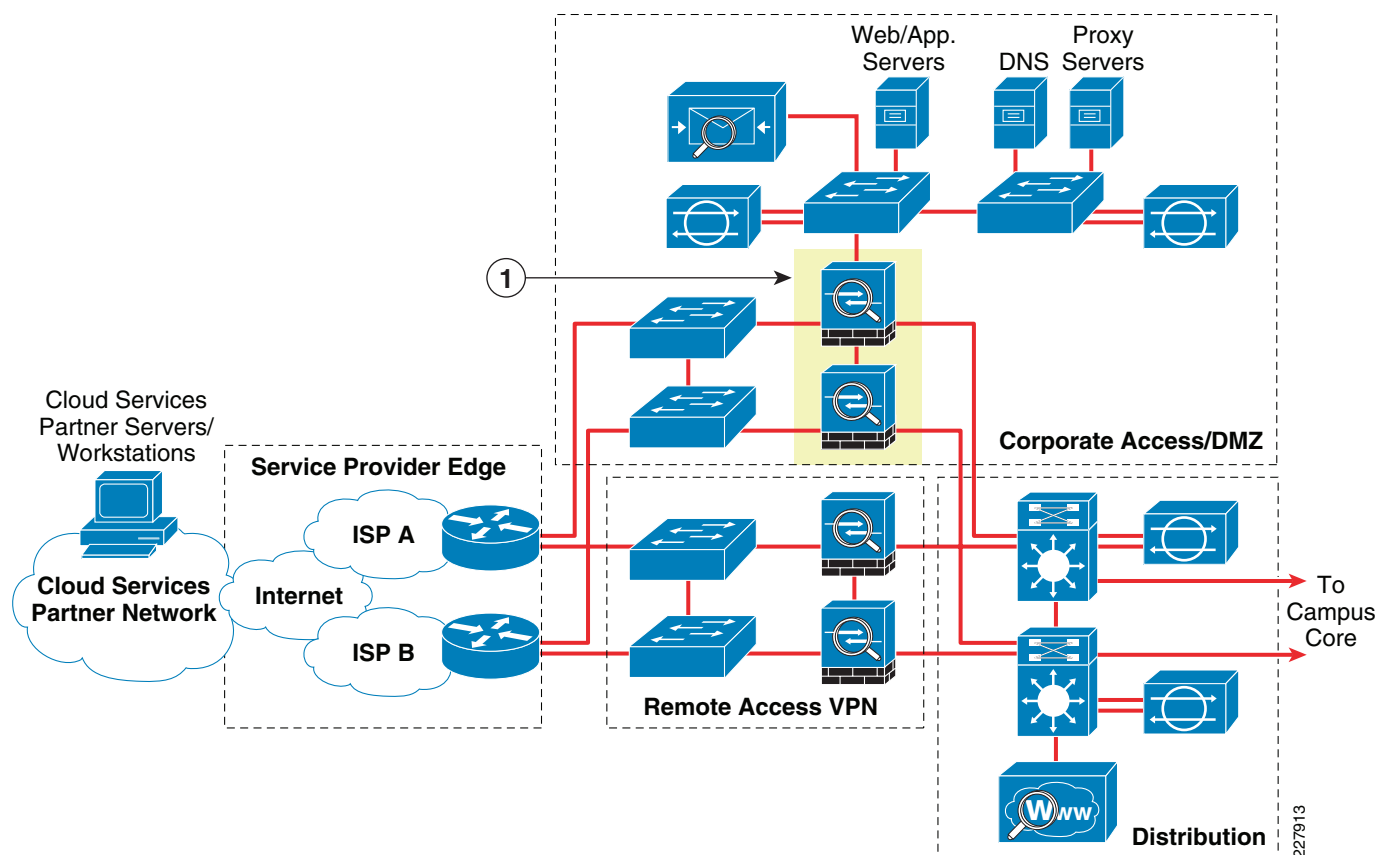 Web/App.
Servers
DNS
Proxy
Servers
1
Corporate Access/DMZ
Cloud Services
Partner Servers/
Workstations
Service Provider Edge
ISP A
Cloud Services
Partner Network
Internet
ISP B
Remote Access VPN
To
Campus
Core
Www
Distribution
227913